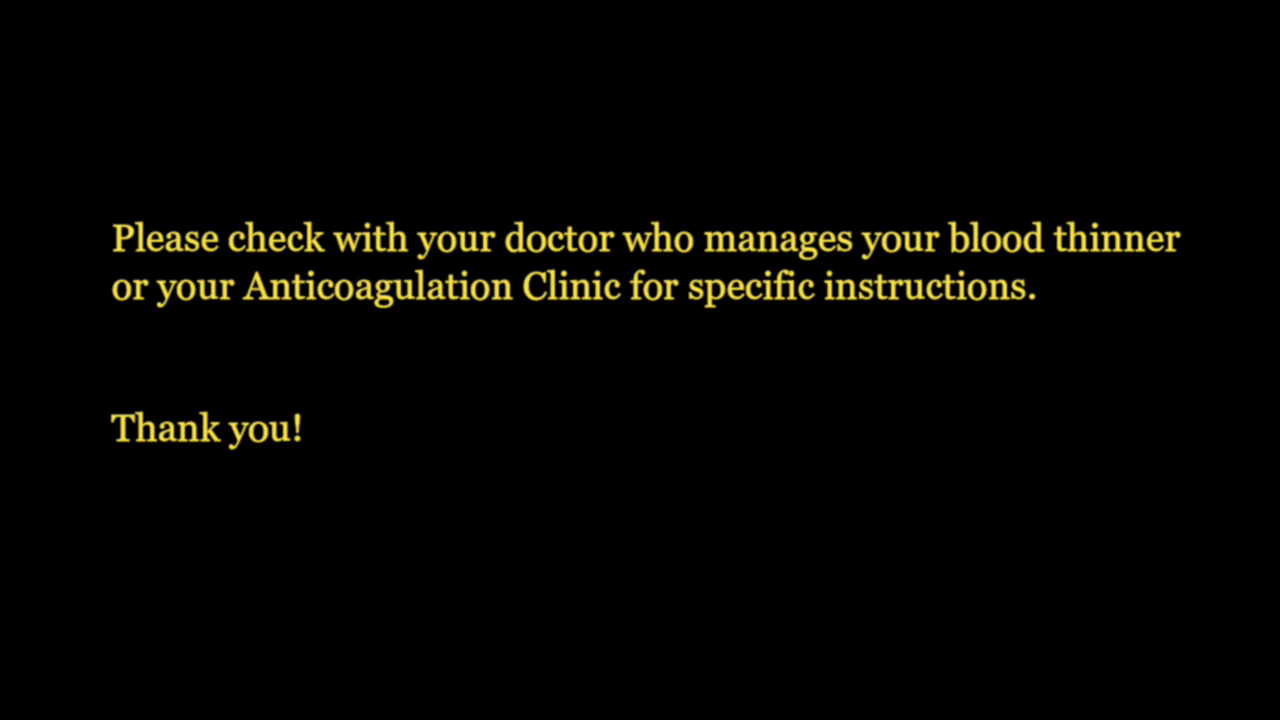 Please check with your doctor who manages your blood thinner
or your Anticoagulation Clinic for specific instructions.
Thank you!